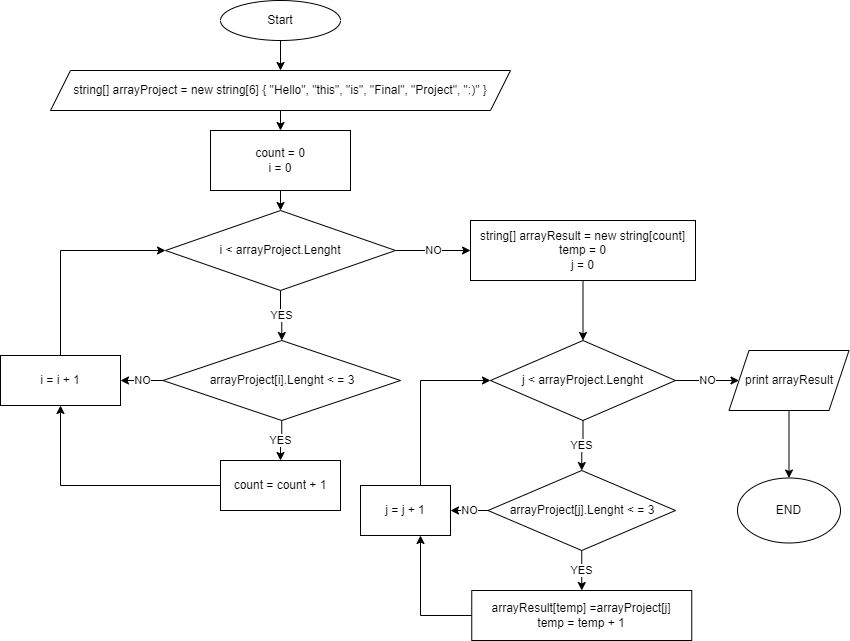 Start
string[] arrayProject = new string[6] { "Hello", "this", "is", "Final", "Project", ":)" }
count = 0
i = 0
i < arrayProject.Lenght
NO
string[] arrayResult = new string[count]
temp = 0
j = 0
YES
i = i + 1
NO
arrayProject[i].Lenght < = 3
j < arrayProject.Lenght
NO
print arrayResult
YES
YES
count = count + 1
j = j + 1
NO
arrayProject[j].Lenght < = 3
END
YES
arrayResult[temp] =arrayProject[j]
temp = temp + 1